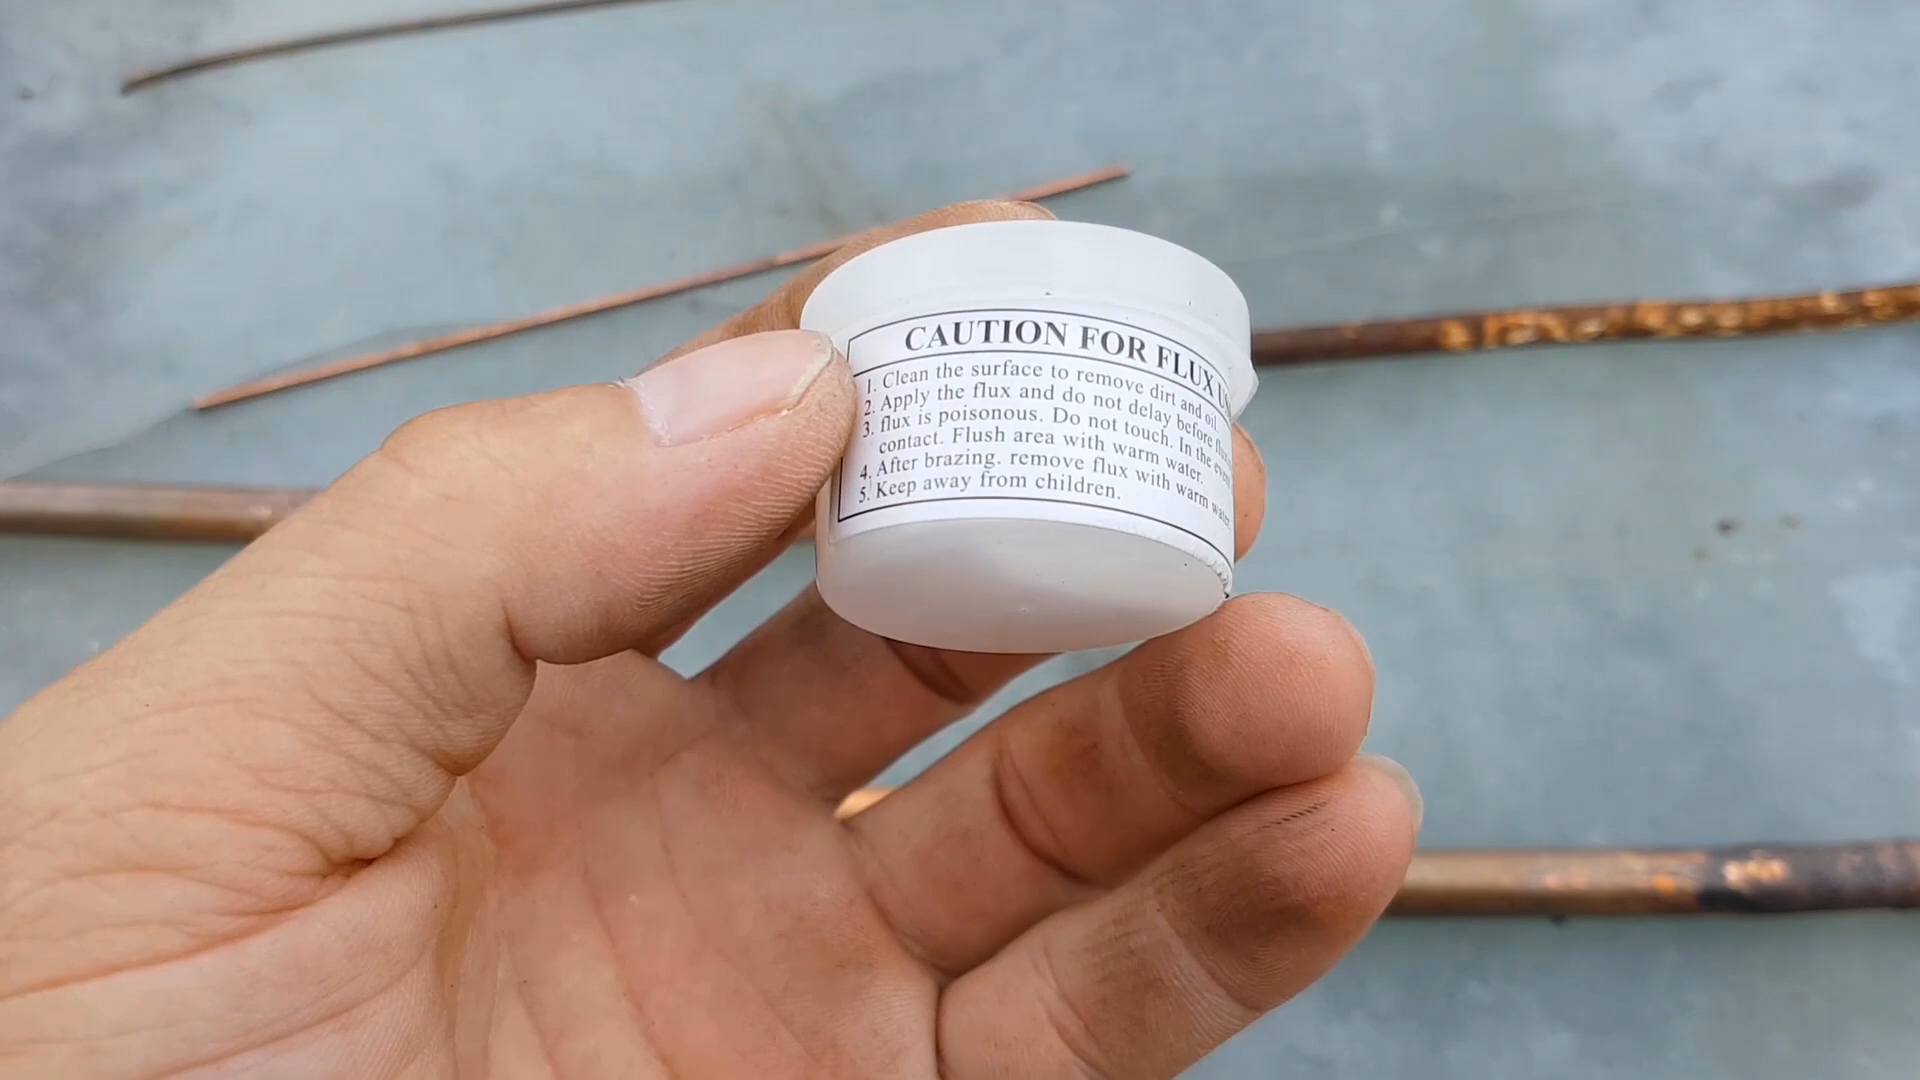 CAUTION FOR FLUX
1. Clean the surface to remove dirt and oil.
2. Apply the flux and do not delay before
3. flux is poisonous. Do not touch. In the
contact. Flush area with warm water.
4. After brazing. remove flux with warm water.
5. Keep away from children.